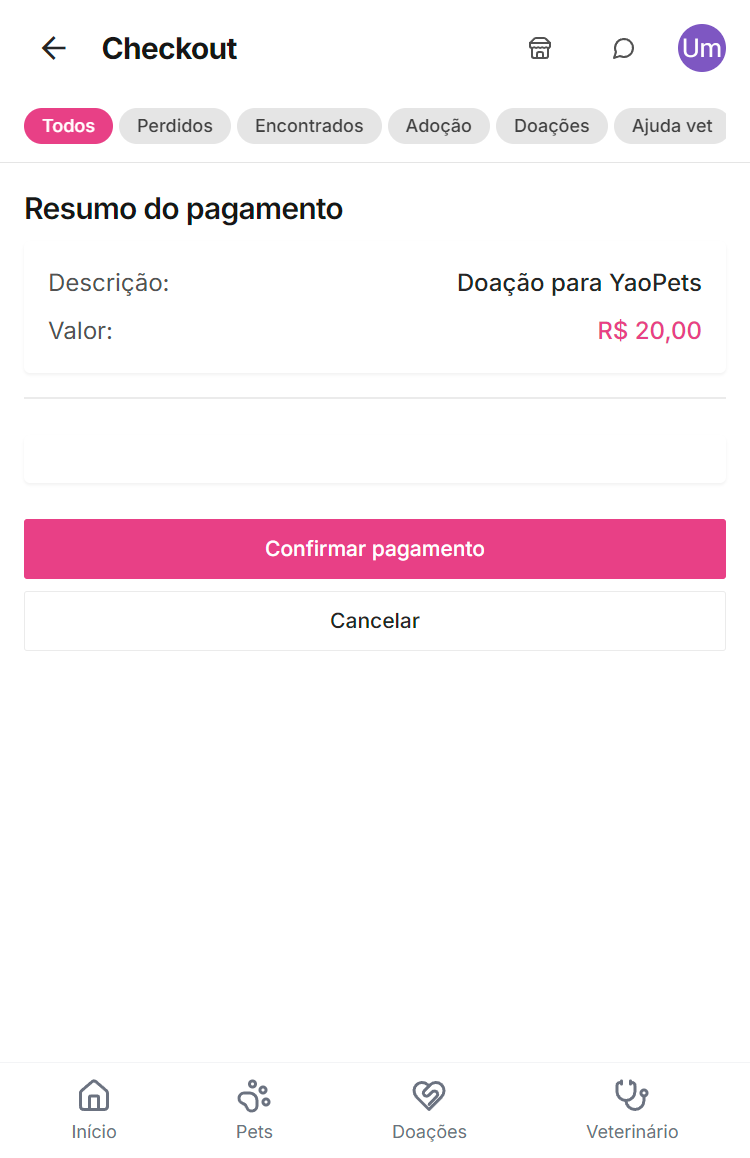 Checkout
Um
Todos Perdidos Encontrados Adoção Doações Ajuda vet
Resumo do pagamento
Descrição: Doação para YaoPets
Valor: R$ 20,00
Confirmar pagamento
Cancelar
Início Pets Doações Veterinário